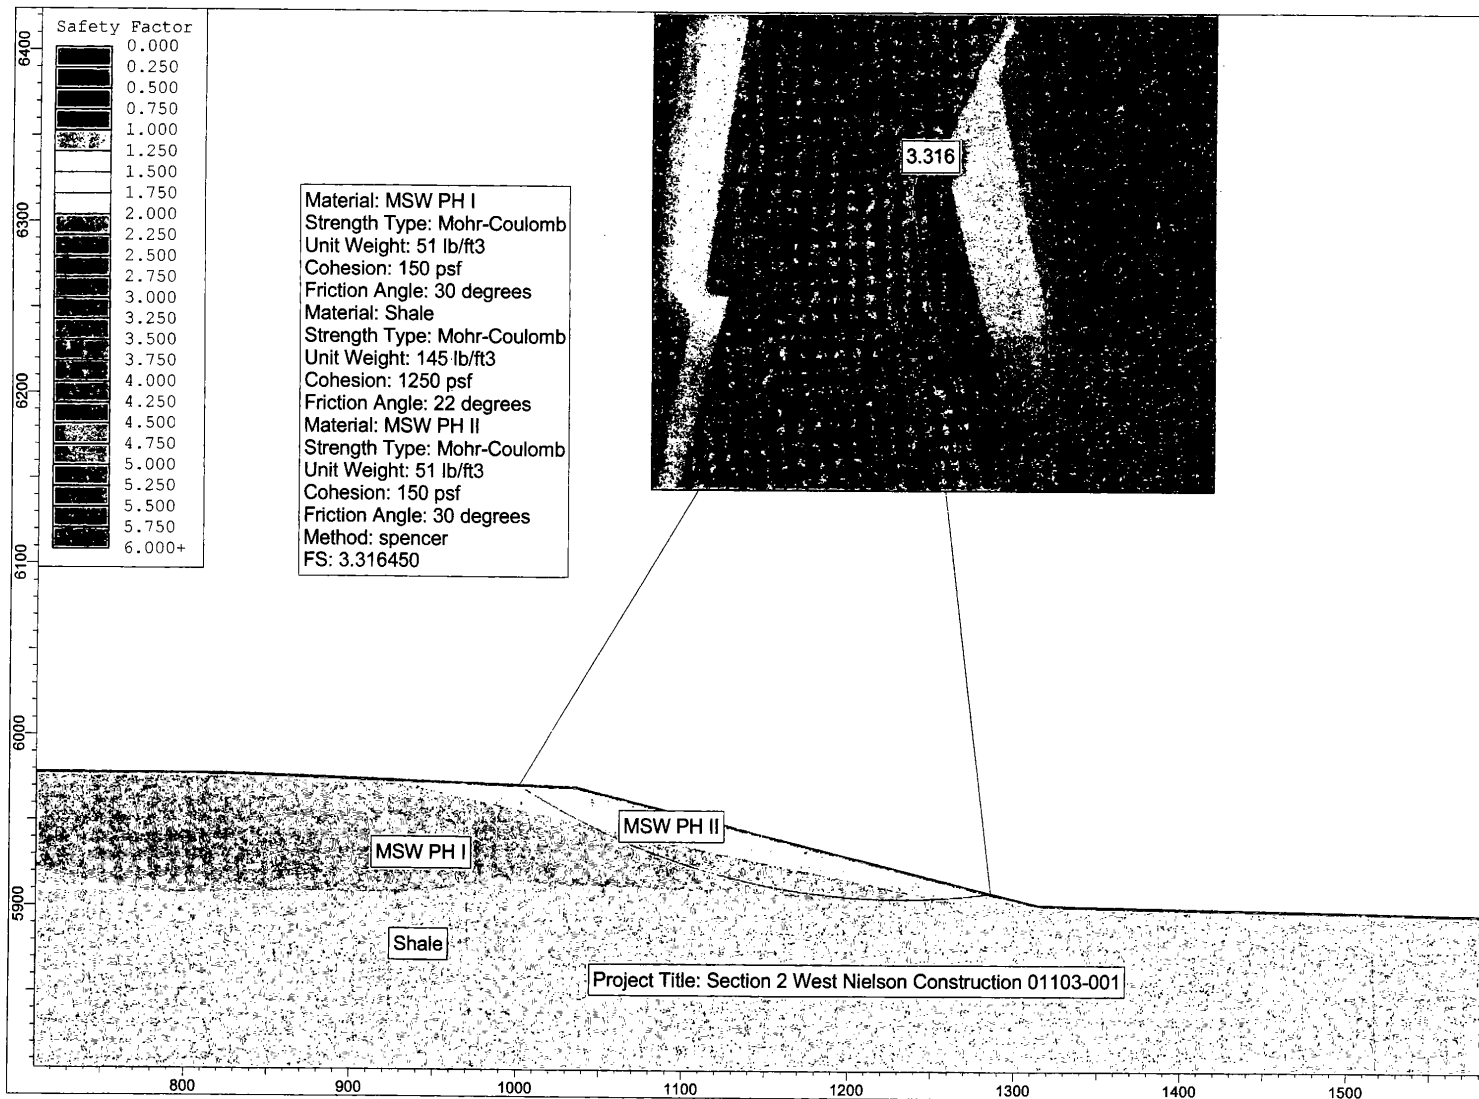 Safety Factor
0.000
0.250
0.500
0.750
1.000
1.250
1.500
1.750
2.000
2.250
2.500
2.750
3.000
3.250
3.500
3.750
4.000
4.250
4.500
4.750
5.000
5.250
5.500
5.750
6.000+
Material: MSW PH I
Strength Type: Mohr-Coulomb
Unit Weight: 51 lb/ft3
Cohesion: 150 psf
Friction Angle: 30 degrees
Material: Shale
Strength Type: Mohr-Coulomb
Unit Weight: 145 lb/ft3
Cohesion: 1250 psf
Friction Angle: 22 degrees
Material: MSW PH II
Strength Type: Mohr-Coulomb
Unit Weight: 51 lb/ft3
Cohesion: 150 psf
Friction Angle: 30 degrees
Method: spencer
FS: 3.316450
3.316
6400
6300
6200
6100
6000
5900
MSW PH II
MSW PH I
Shale
Project Title: Section 2 West Nielson Construction 01103-001
800
900
1000
1100
1200
1300
1400
1500